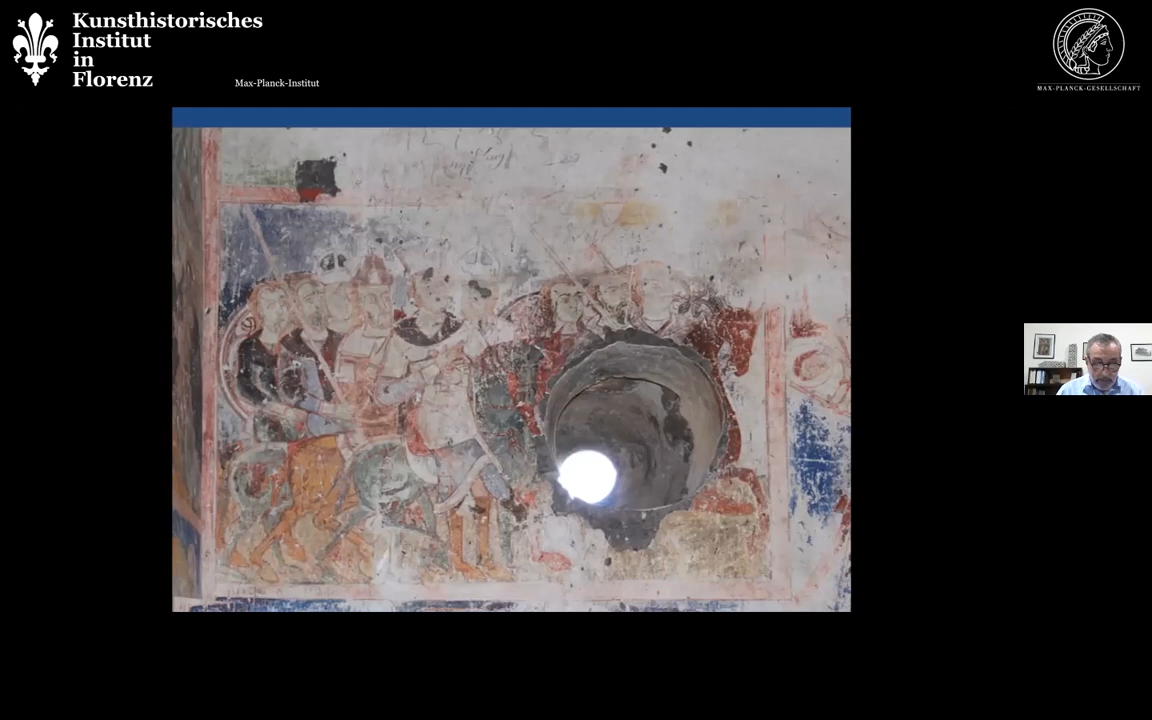 Kunsthistorisches
Institut
in
Florenz
Max-Planck-Institut
MAX-PLANCK-GESELLSCHAFT